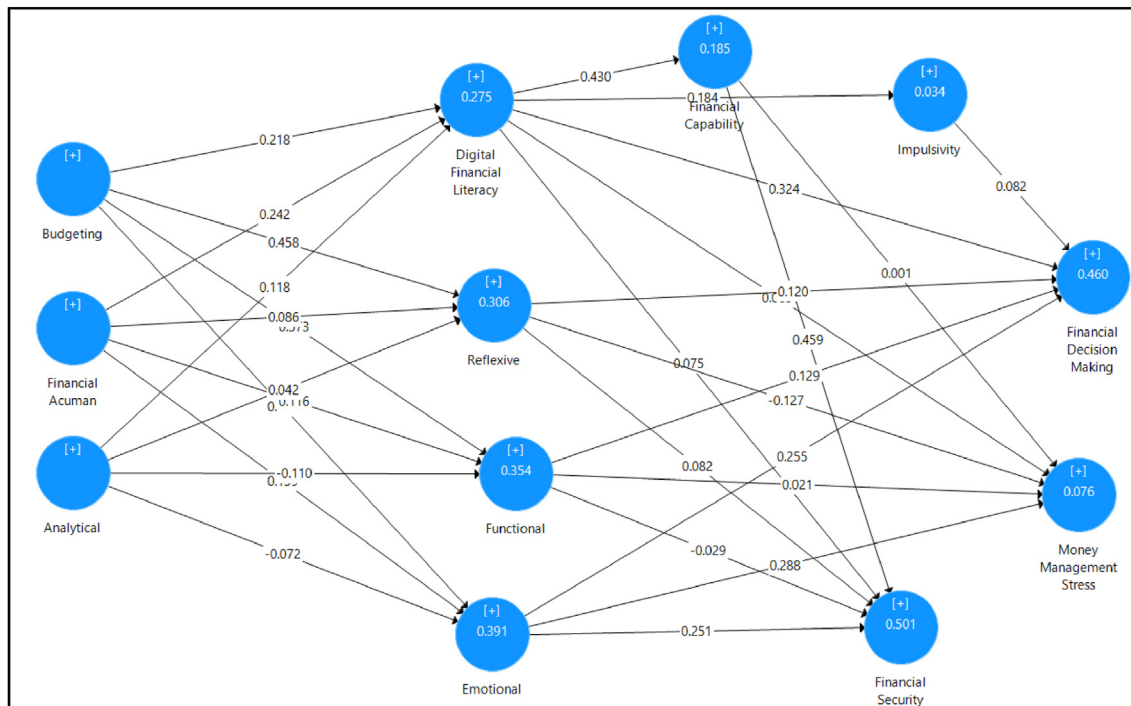 [+]
0.185
[+]
0.034
[+]
0.275
0.430
0.184
Financial
Capability
Impulsivity
0.218
Digital
Financial
Literacy
[+]
Budgeting
0.324
0.082
0.242
0.458
[+]
0.460
0.001
0.118
[+]
0.306
0.120
[+]
0.086
Financial
Acuman
Reflexive
Financial
Decision
Making
0.459
0.075
0.129
0.042
0.116
-0.127
[+]
Analytical
-0.110
[+]
0.354
Functional
0.255
0.082
0.021
[+]
0.076
Money
Management
Stress
-0.072
-0.029
0.288
[+]
0.391
Emotional
0.251
[+]
0.501
Financial
Security